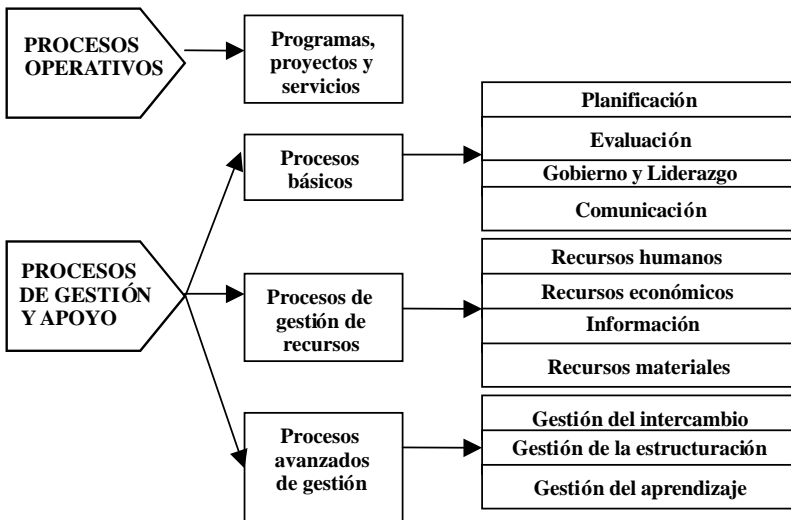 PROCESOS
OPERATIVOS
Programas,
proyectos y
servicios
Planificación
Evaluación
Gobierno y Liderazgo
Comunicación
Procesos
básicos
PROCESOS
DE GESTIÓN
Y APOYO
Procesos de
gestión de
recursos
Recursos humanos
Recursos económicos
Información
Recursos materiales
Procesos
avanzados
de gestión
Gestión del intercambio
Gestión de la estructuración
Gestión del aprendizaje